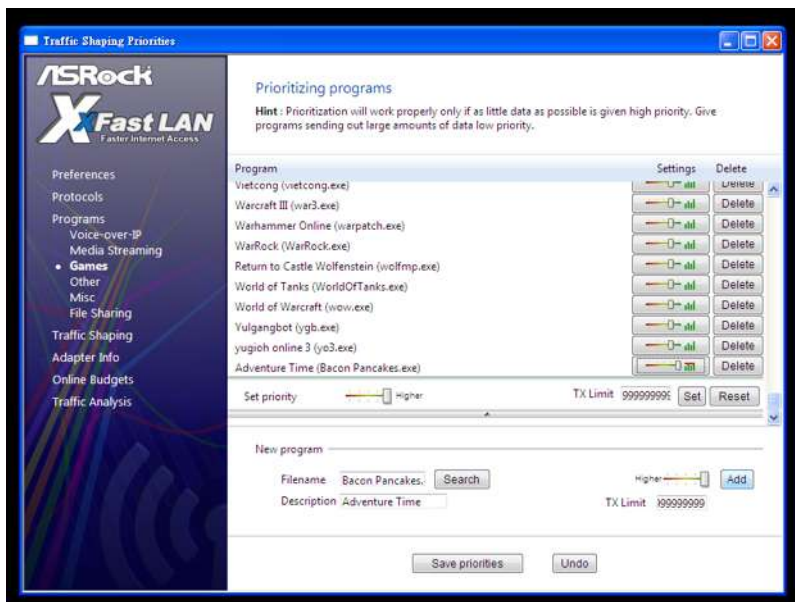 Traffic Shaping Priorities
ASRock
XFast LAN
Faster Internet Access
Preferences
Protocols
Programs
Voice-over-IP
Media Streaming
Games
Other
Misc
File Sharing
Traffic Shaping
Adapter Info
Online Budgets
Traffic Analysis
Prioritizing programs
Hint : Prioritization will work properly only if as little data as possible is given high priority. Give
programs sending out large amounts of data low priority.
Program Settings Delete
Vietcong (vietcong.exe) Delete
Warcraft III (war3.exe) Delete
Warhammer Online (warpatch.exe) Delete
WarRock (WarRock.exe) Delete
Return to Castle Wolfenstein (wolfmp.exe) Delete
World of Tanks (WorldOfTanks.exe) Delete
World of Warcraft (wow.exe) Delete
Yulgangbot (ygb.exe) Delete
yugioh online 3 (yo3.exe) Delete
Adventure Time (Bacon Pancakes.exe) Delete
Set priority Higher TX Limit 999999999 Set Reset
New program
Filename Bacon Pancakes. Search Higher Add
Description Adventure Time TX Limit 999999999
Save priorities Undo